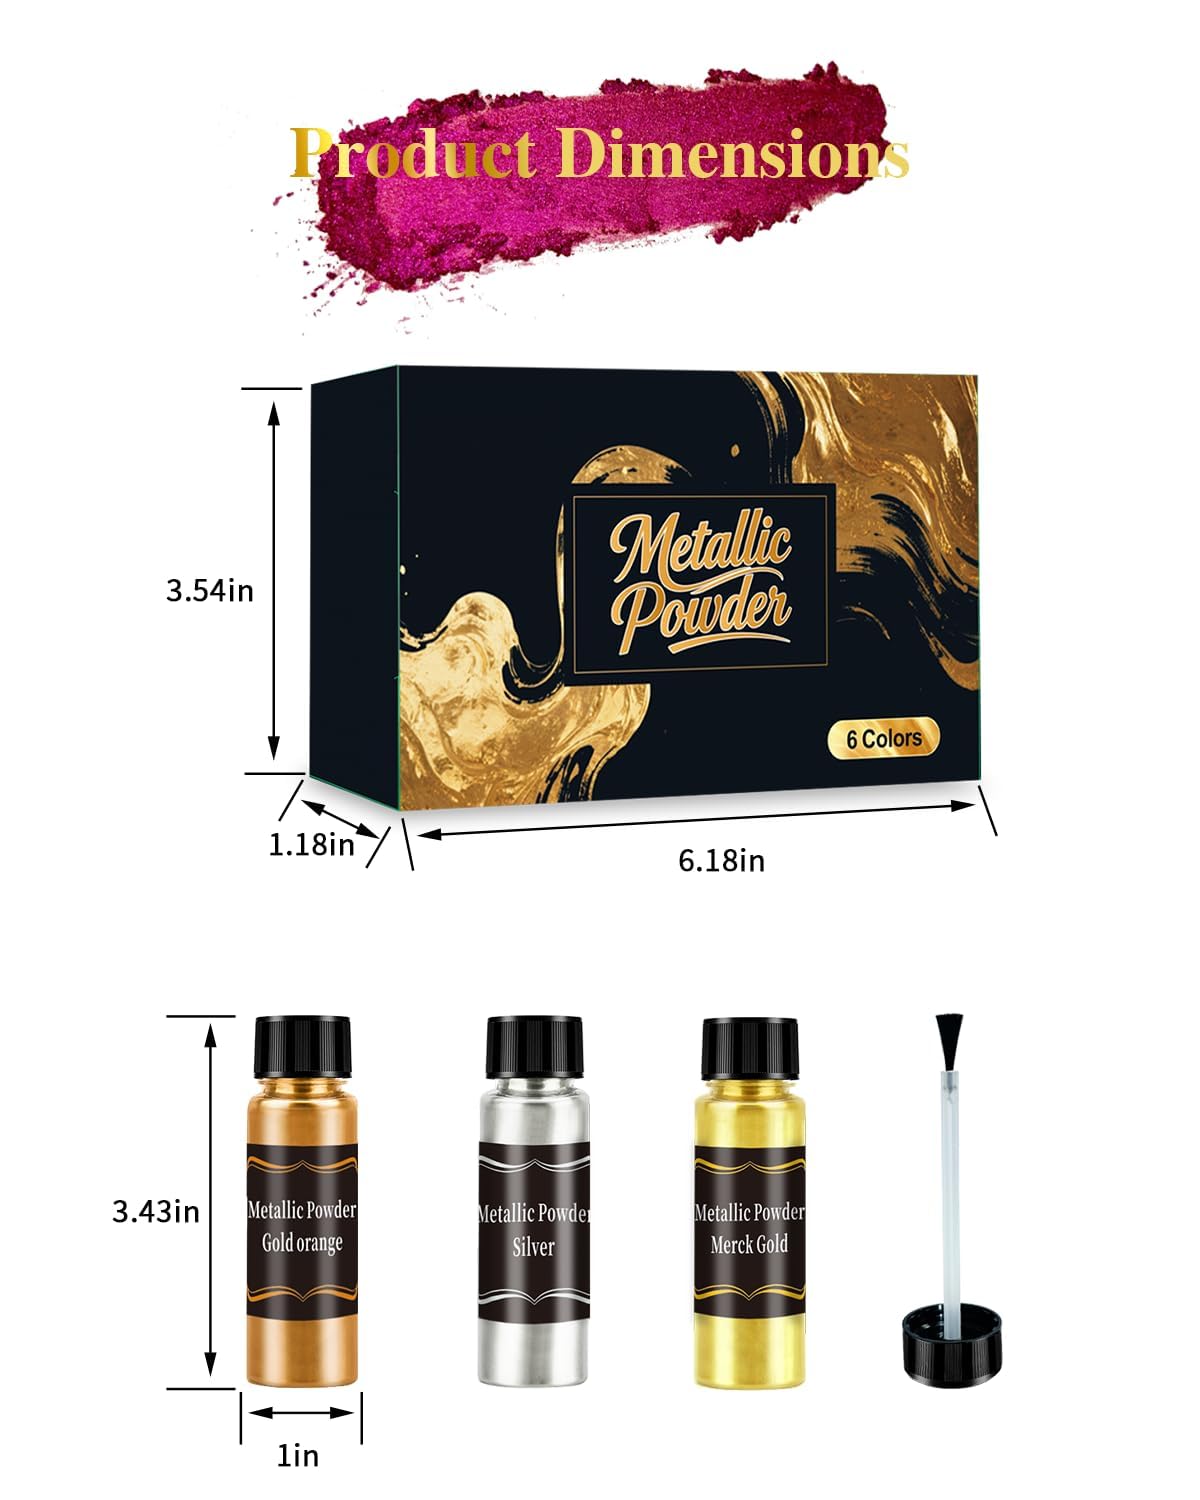 Product Dimensions
Metallic
Powder
6 Colors
3.54in
1.18in
6.18in
Metallic Powder
Gold orange
Metallic Powder
Silver
Metallic Powder
Merck Gold
3.43in
1in